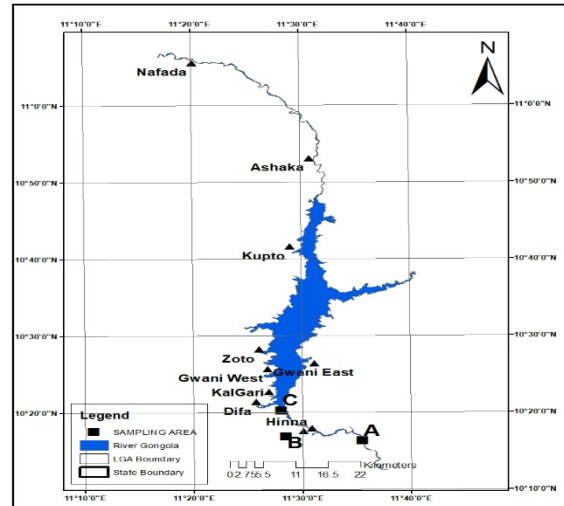 11°10'0"E 11°20'0"E 11°30'0"E 11°40'0"E
N
Nafada
11°0'0"N 11°0'0"N
Ashaka
10°50'0"N 10°50'0"N
Kupto
10°40'0"N 10°40'0"N
10°30'0"N 10°30'0"N
Zoto
Gwani East
Gwani West
KalGari
Difa
C
10°20'0"N 10°20'0"N
Hinna
A
B
Legend
SAMPLING AREA
River Gongola
LGA Boundary
State Boundary
Kilometers
0 2.75 5.5 11 16.5 22
10°10'0"N 10°10'0"N
11°10'0"E 11°20'0"E 11°30'0"E 11°40'0"E